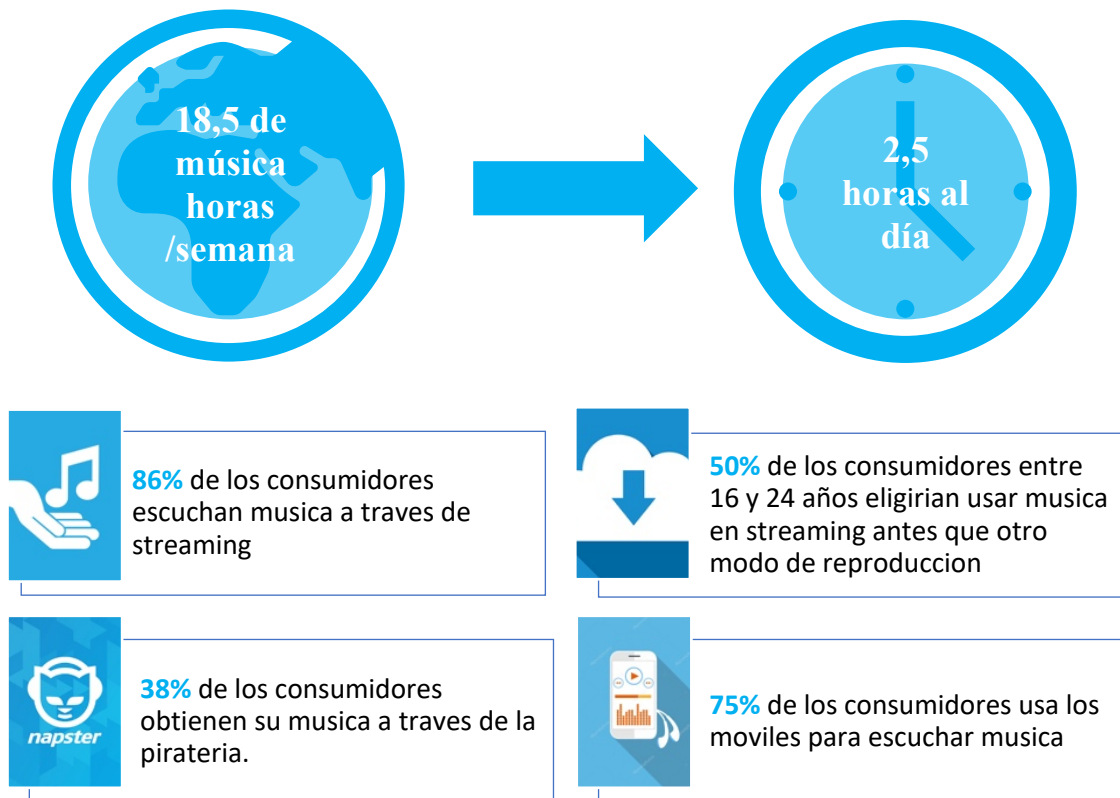 18,5 de
música
horas
/semana
2,5
horas al
día
86% de los consumidores
escuchan musica a traves de
streaming
50% de los consumidores entre
16 y 24 años eligirian usar musica
en streaming antes que otro
modo de reproduccion
napster
38% de los consumidores
obtienen su musica a traves de la
pirateria.
75% de los consumidores usa los
moviles para escuchar musica